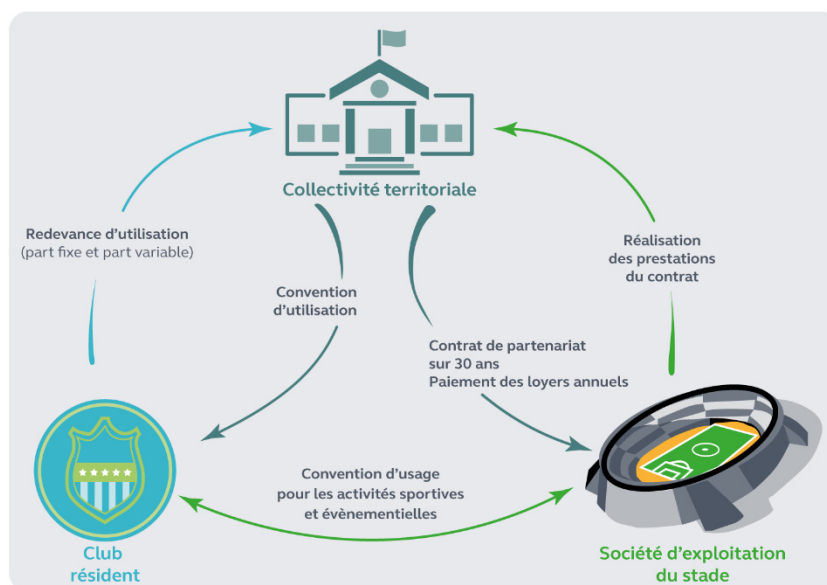 Collectivité territoriale
Redevance d'utilisation
(part fixe et part variable)
Réalisation
des prestations
du contrat
Convention
d'utilisation
Contrat de partenariat
sur 30 ans
Paiement des loyers annuels
Convention d'usage
pour les activités sportives
et évènementielles
Club
résident
Société d'exploitation
du stade